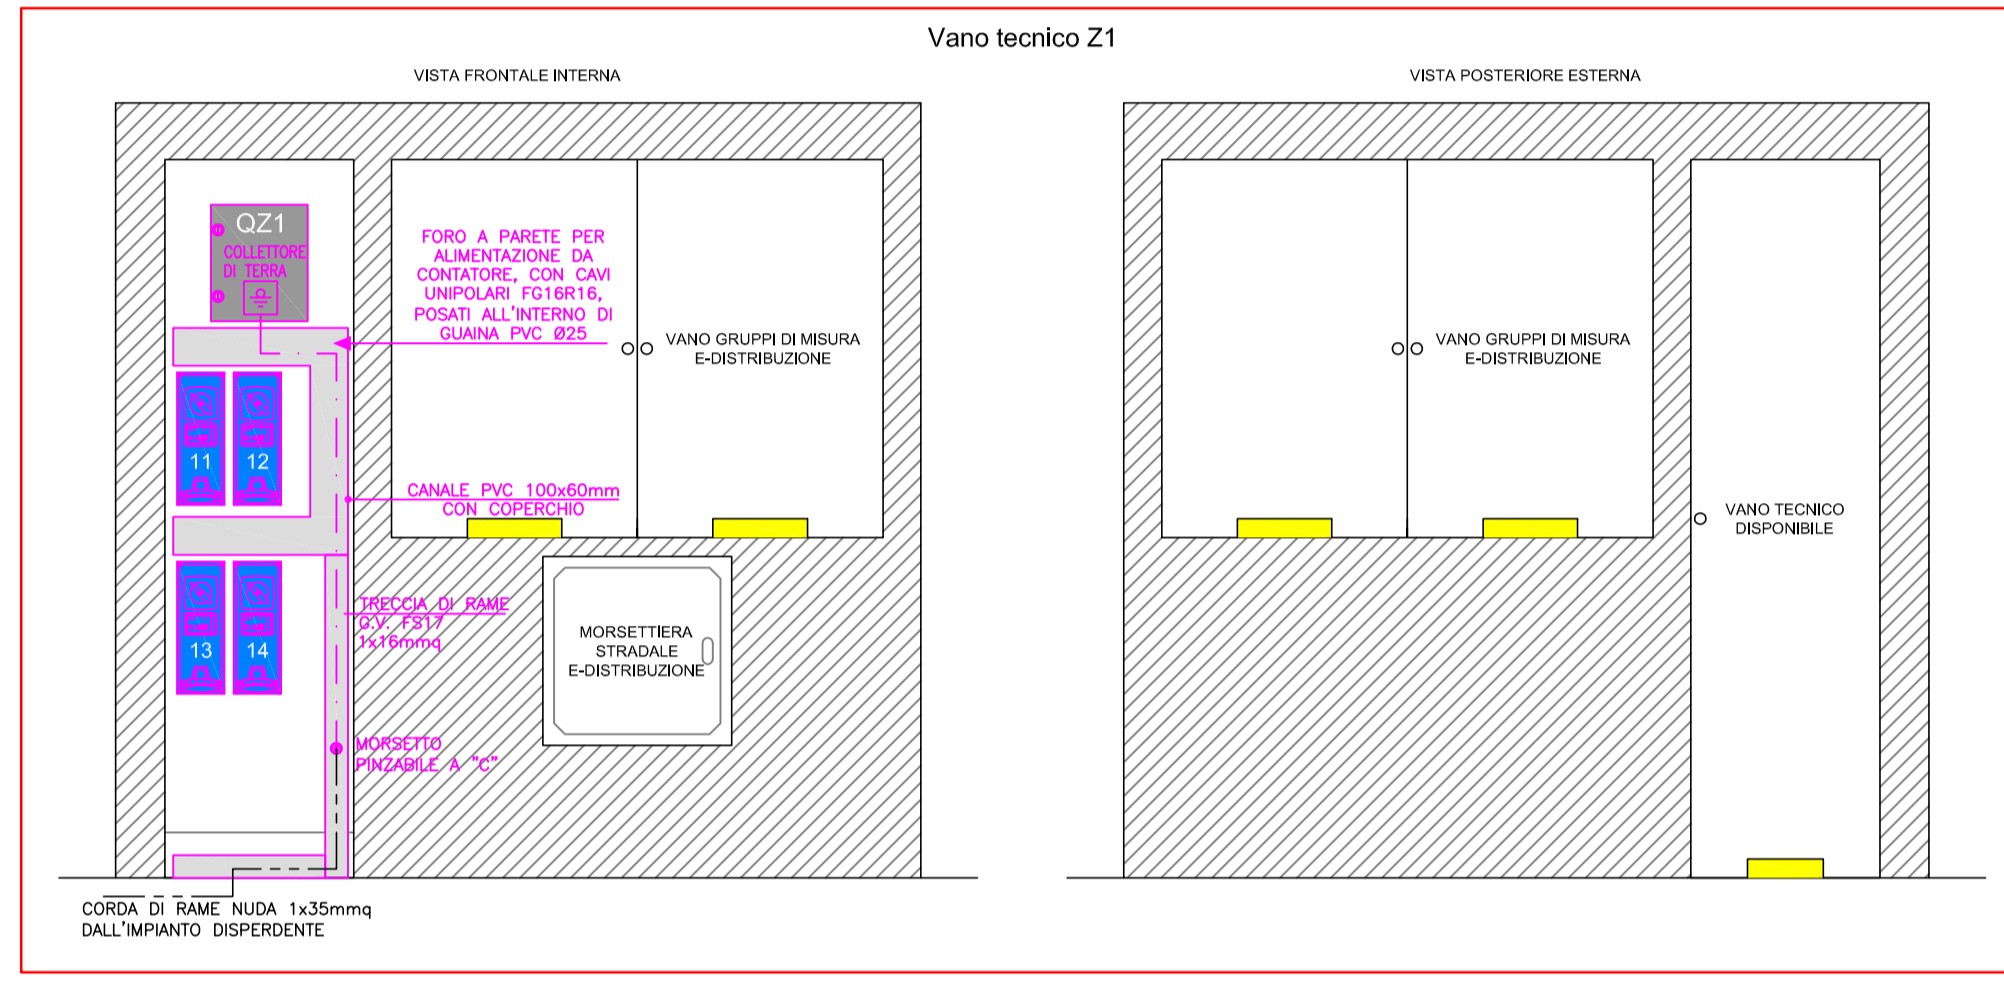 Vano tecnico Z1
VISTA FRONTALE INTERNA
QZ1
COLLETTORE
DI TERRA
FORO A PARETE PER
ALIMENTAZIONE DA
CONTATORE, CON CAVI
UNIPOLARI FG16R16,
POSATI ALL'INTERNO DI
GUAINA PVC Ø25
VANO GRUPPI DI MISURA
E-DISTRIBUZIONE
11
12
CANALE PVC 100x60mm
CON COPERCHIO
13
14
TRECCIA DI RAME
G.V. FS17
1x16mmq
MORSETTIERA
STRADALE
E-DISTRIBUZIONE
MORSETTO
PINZABILE A "C"
CORDA DI RAME NUDA 1x35mmq
DALL'IMPIANTO DISPERDENTE
VISTA POSTERIORE ESTERNA
VANO GRUPPI DI MISURA
E-DISTRIBUZIONE
VANO TECNICO
DISPONIBILE